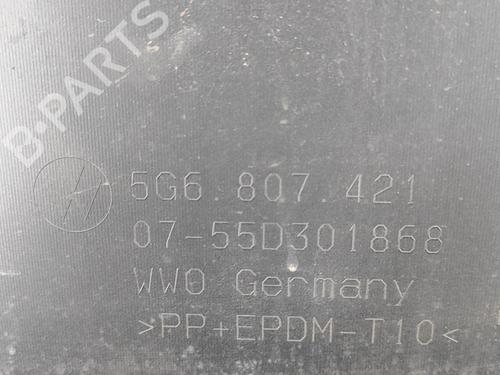 B-PARTS
5G6.807.421
07-55D301868
WWO Germany
>PP+EPDM-T10<